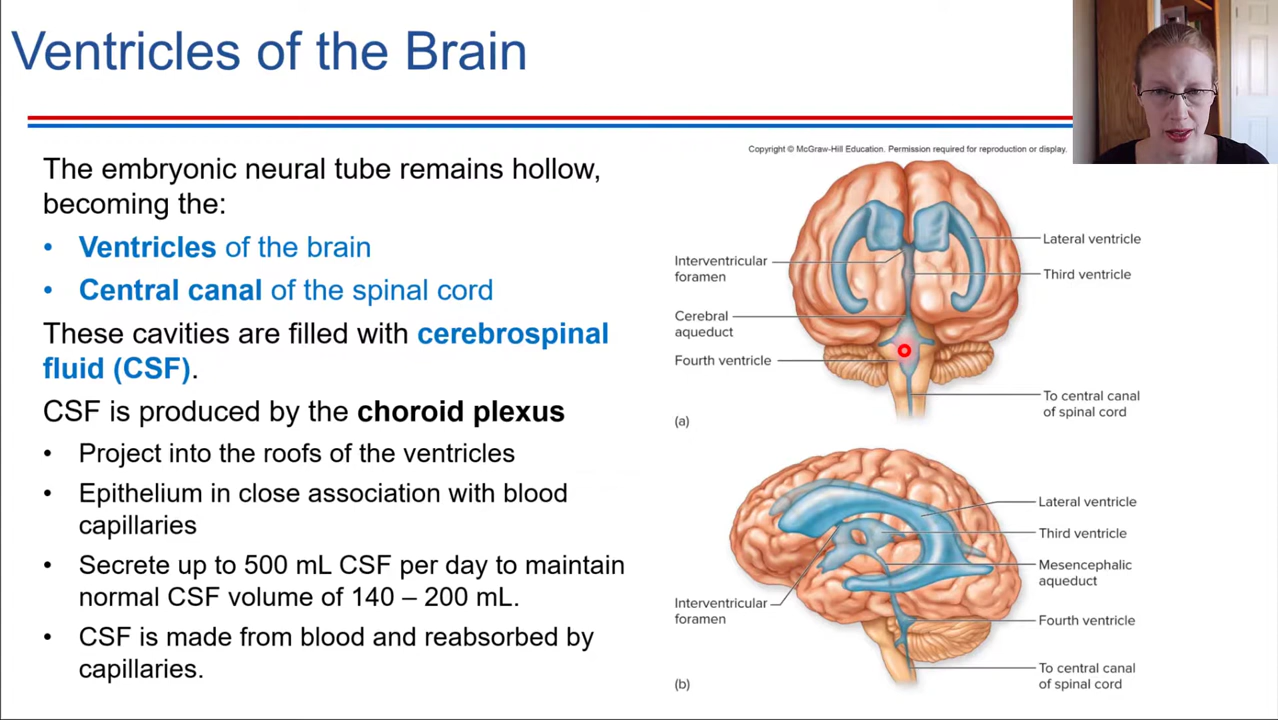 Ventricles of the Brain
The embryonic neural tube remains hollow,
becoming the:
• Ventricles of the brain
• Central canal of the spinal cord
These cavities are filled with cerebrospinal
fluid (CSF).
CSF is produced by the choroid plexus
• Project into the roofs of the ventricles
• Epithelium in close association with blood
capillaries
• Secrete up to 500 mL CSF per day to maintain
normal CSF volume of 140 – 200 mL.
• CSF is made from blood and reabsorbed by
capillaries.
Copyright © McGraw-Hill Education. Permission required for reproduction or display.
Lateral ventricle
Interventricular
foramen
Third ventricle
Cerebral
aqueduct
Fourth ventricle
To central canal
of spinal cord
(a)
Lateral ventricle
Third ventricle
Mesencephalic
aqueduct
Interventricular
foramen
Fourth ventricle
To central canal
of spinal cord
(b)